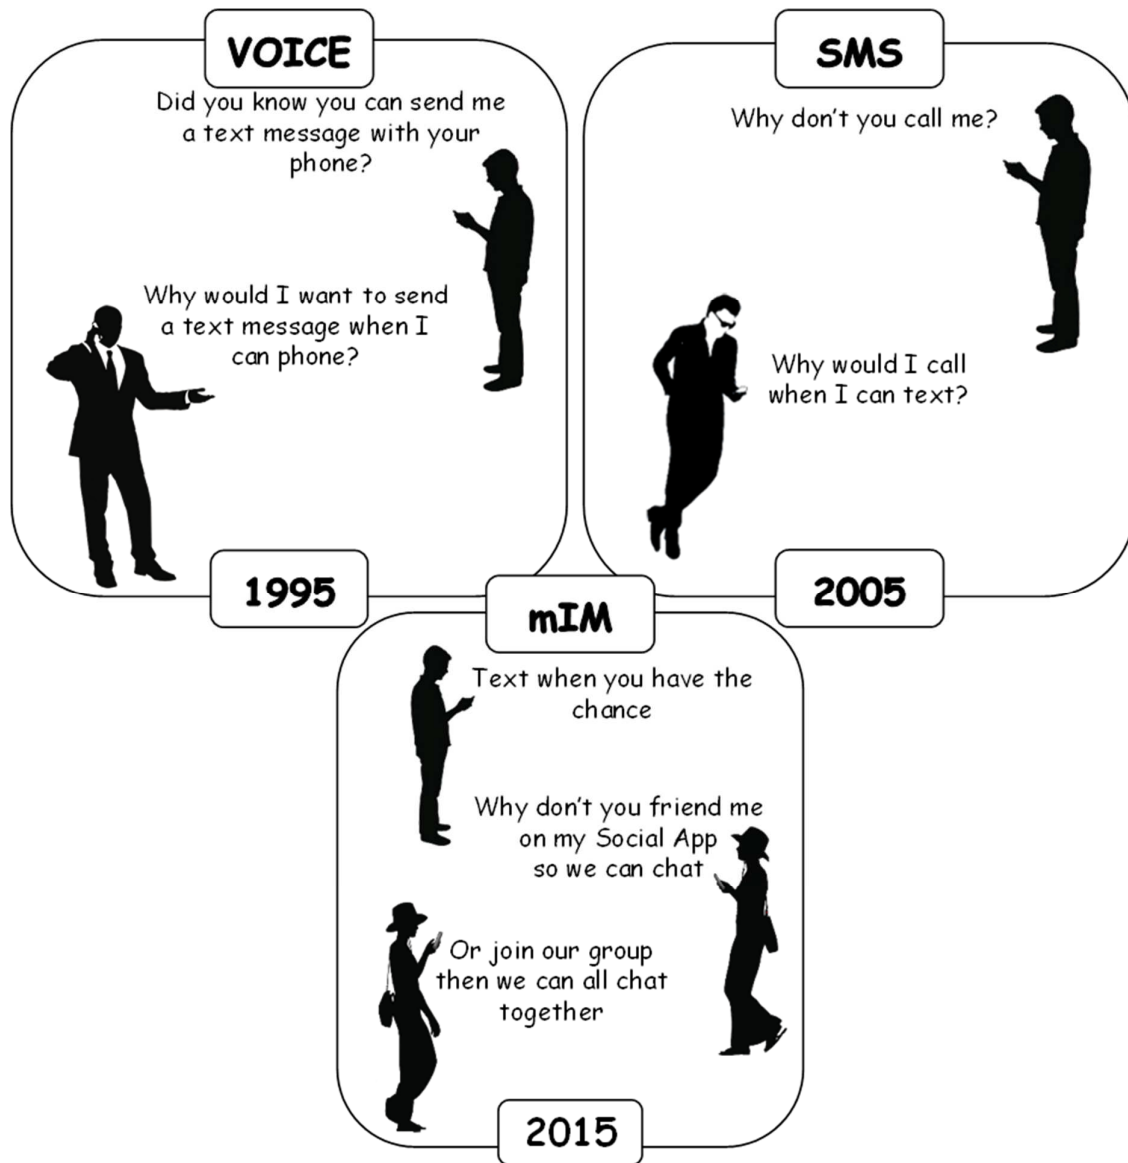 VOICE
Did you know you can send me
a text message with your
phone?
Why would I want to send
a text message when I
can phone?
1995
SMS
Why don't you call me?
Why would I call
when I can text?
2005
mIM
Text when you have the
chance
Why don't you friend me
on my Social App
so we can chat
Or join our group
then we can all chat
together
2015